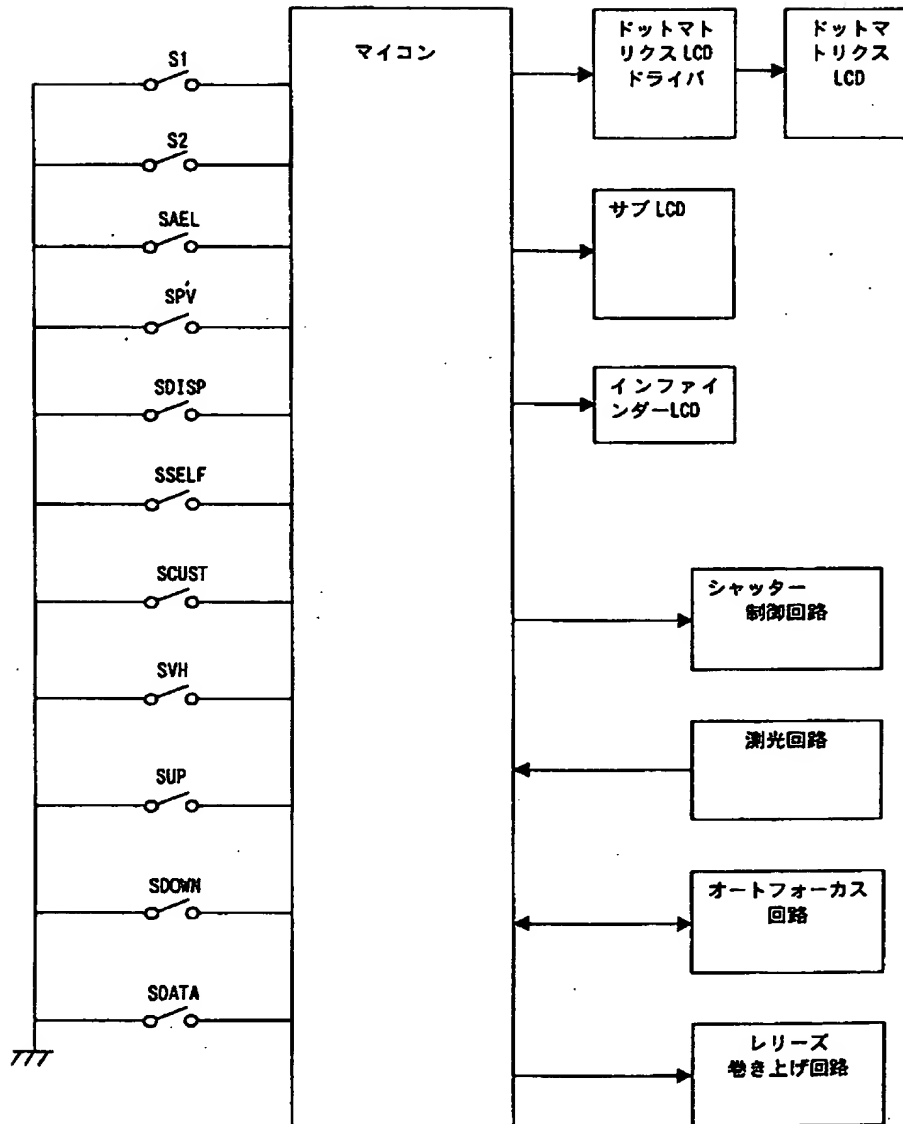 マイコン
S1
S2
SAEL
SPV
SDISP
SSELF
SCUST
SVH
SUP
SDOWN
SDATA
ドットマト
リクスLCD
ドライバ
ドットマ
トリクス
LCD
サブLCD
インファイ
ンダーLCD
シャッター
制御回路
測光回路
オートフォーカス
回路
レリーズ
巻き上げ回路